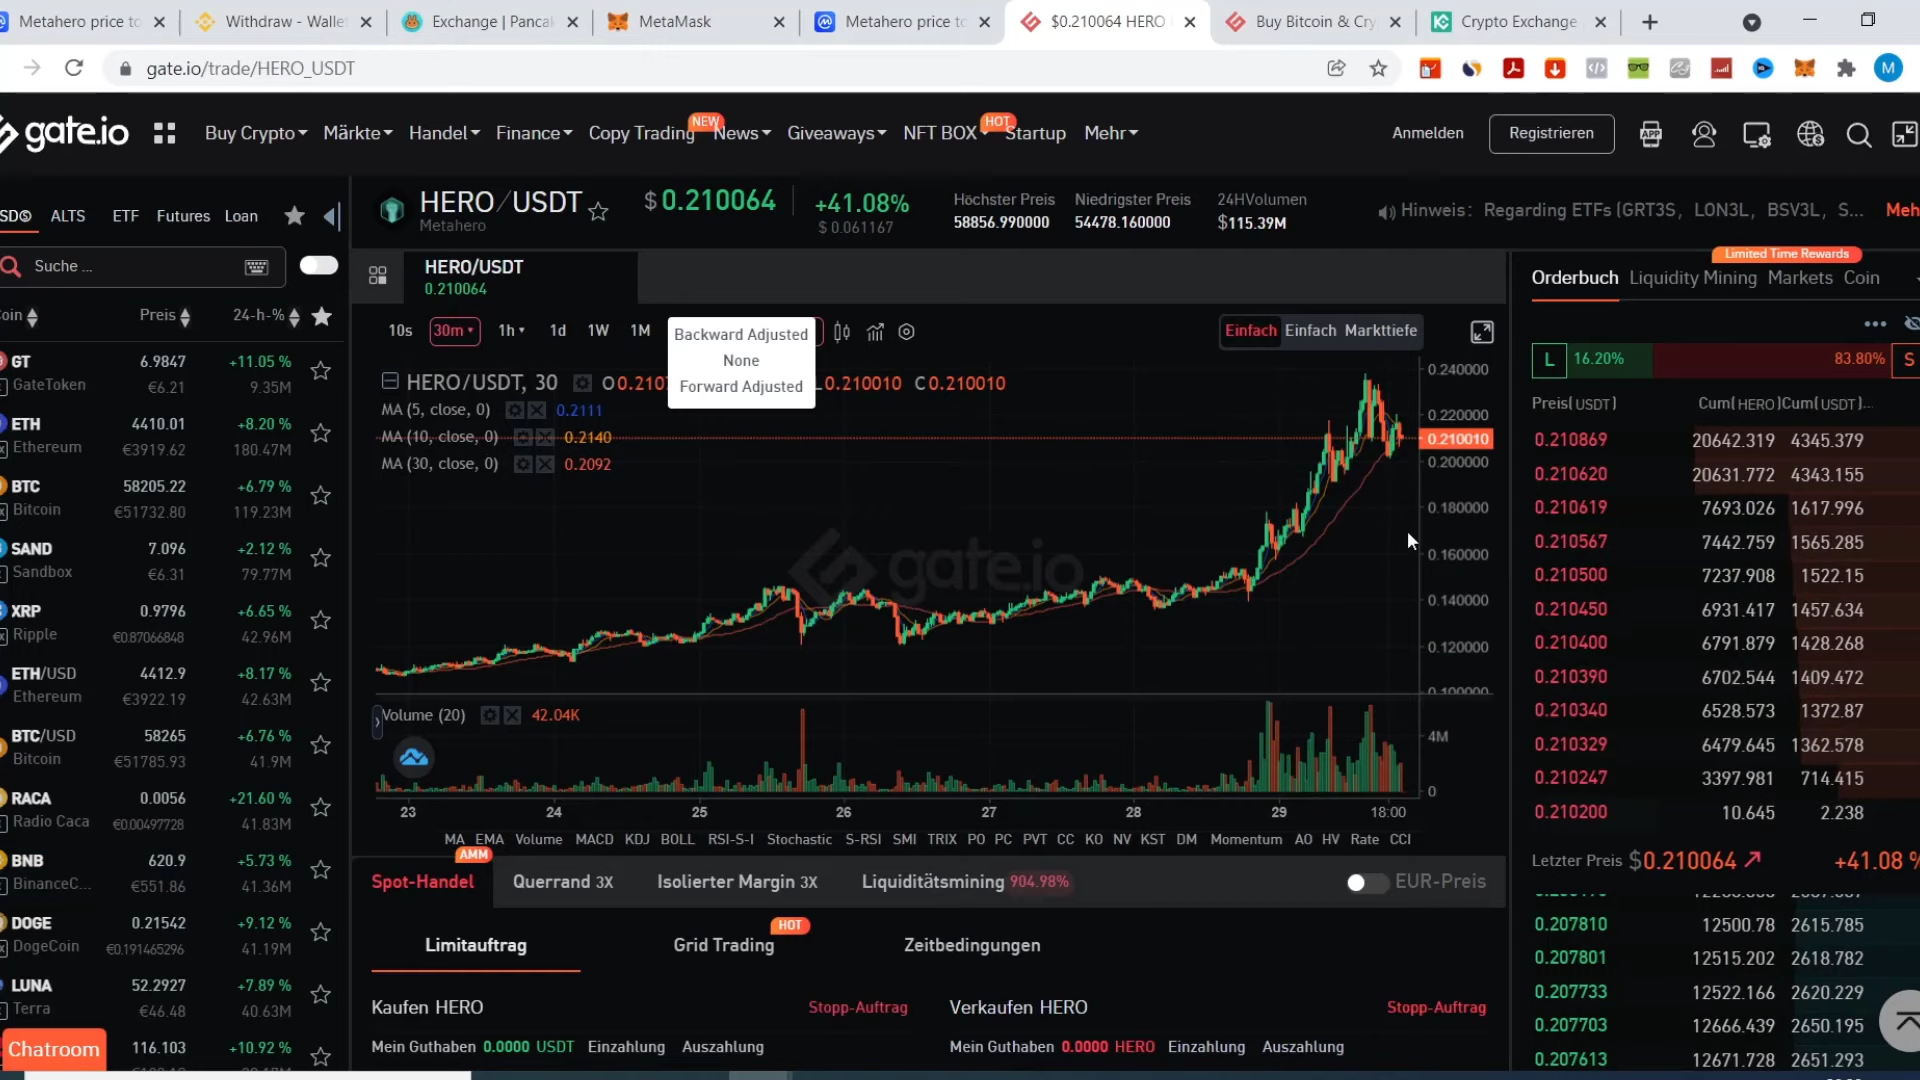 Metahero price to
Withdraw - Wallet
Exchange | Pancak
MetaMask
Metahero price to
$0.210064 HERO
Buy Bitcoin & Cry
Crypto Exchange
gate.io/trade/HERO_USDT
M
gate.io
Buy Crypto
Märkte
Handel
Finance
Copy Trading
NEW
News
Giveaways
NFT BOX
HOT
Startup
Mehr
Anmelden
Registrieren
APP
ALTS
ETF
Futures
Loan
HERO/USDT
Metahero
$ 0.210064
+41.08%
$ 0.061167
Höchster Preis
58856.990000
Niedrigster Preis
54478.160000
24HVolumen
$115.39M
Hinweis: Regarding ETFs (GRT3S, LON3L, BSV3L, S...
Meh
Suche ...
HERO/USDT
0.210064
Limited Time Rewards
Orderbuch
Liquidity Mining
Markets
Coin
Preis
24-h-%
10s
30m
1h
1d
1W
1M
Backward Adjusted
None
Forward Adjusted
Einfach
Einfach
Markttiefe
L
16.20%
83.80%
S
GT
6.9847
+11.05 %
GateToken
€6.21
9.35M
ETH
4410.01
+8.20 %
Ethereum
€3919.62
180.47M
BTC
58205.22
+6.79 %
Bitcoin
€51732.80
119.23M
SAND
7.096
+2.12 %
Sandbox
€6.31
79.77M
XRP
0.9796
+6.65 %
Ripple
€0.87066848
42.96M
ETH/USD
4412.9
+8.17 %
Ethereum
€3922.19
42.63M
BTC/USD
58265
+6.76 %
Bitcoin
€51785.93
41.9M
RACA
0.0056
+21.60 %
Radio Caca
€0.00497728
41.83M
BNB
620.9
+5.73 %
BinanceC...
€551.86
41.36M
DOGE
0.21542
+9.12 %
DogeCoin
€0.191465296
41.19M
LUNA
52.2927
+7.89 %
Terra
€46.48
40.63M
116.103
+10.92 %
Chatroom
HERO/USDT, 30
L0.210010 C0.210010
MA (5, close, 0)
0.2111
MA (10, close, 0)
0.2140
MA (30, close, 0)
0.2092
0.240000
0.220000
0.210010
0.200000
0.180000
0.160000
0.140000
0.120000
0.100000
gate.io
Volume (20)
42.04K
4M
0
23
24
25
26
27
28
29
18:00
MA EMA Volume MACD KDJ BOLL RSI-S-I Stochastic S-RSI SMI TRIX PO PC PVT CC KO NV KST DM Momentum AO HV Rate CCI
AMM
Spot-Handel
Querrand 3X
Isolierter Margin 3X
Liquiditätsmining 904.98%
EUR-Preis
Limitauftrag
Grid Trading
HOT
Zeitbedingungen
Kaufen HERO
Stopp-Auftrag
Verkaufen HERO
Stopp-Auftrag
Mein Guthaben 0.0000 USDT Einzahlung Auszahlung
Mein Guthaben 0.0000 HERO Einzahlung Auszahlung
Preis(USDT)
Cum(HERO)
Cum(USDT)...
0.210869 20642.319 4345.379
0.210620 20631.772 4343.155
0.210619 7693.026 1617.996
0.210567 7442.759 1565.285
0.210500 7237.908 1522.15
0.210450 6931.417 1457.634
0.210400 6791.879 1428.268
0.210390 6702.544 1409.472
0.210340 6528.573 1372.87
0.210329 6479.645 1362.578
0.210247 3397.981 714.415
0.210200 10.645 2.238
Letzter Preis $0.210064
+41.08 %
0.207810 12500.78 2615.785
0.207801 12515.202 2618.782
0.207733 12522.166 2620.229
0.207703 12666.439 2650.195
0.207613 12671.728 2651.293